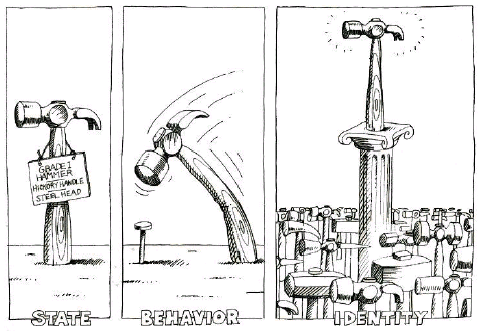 GRADE 1
HAMMER
HICKORY HANDLE
STEEL HEAD
STATE
BEHAVIOR
IDENTITY